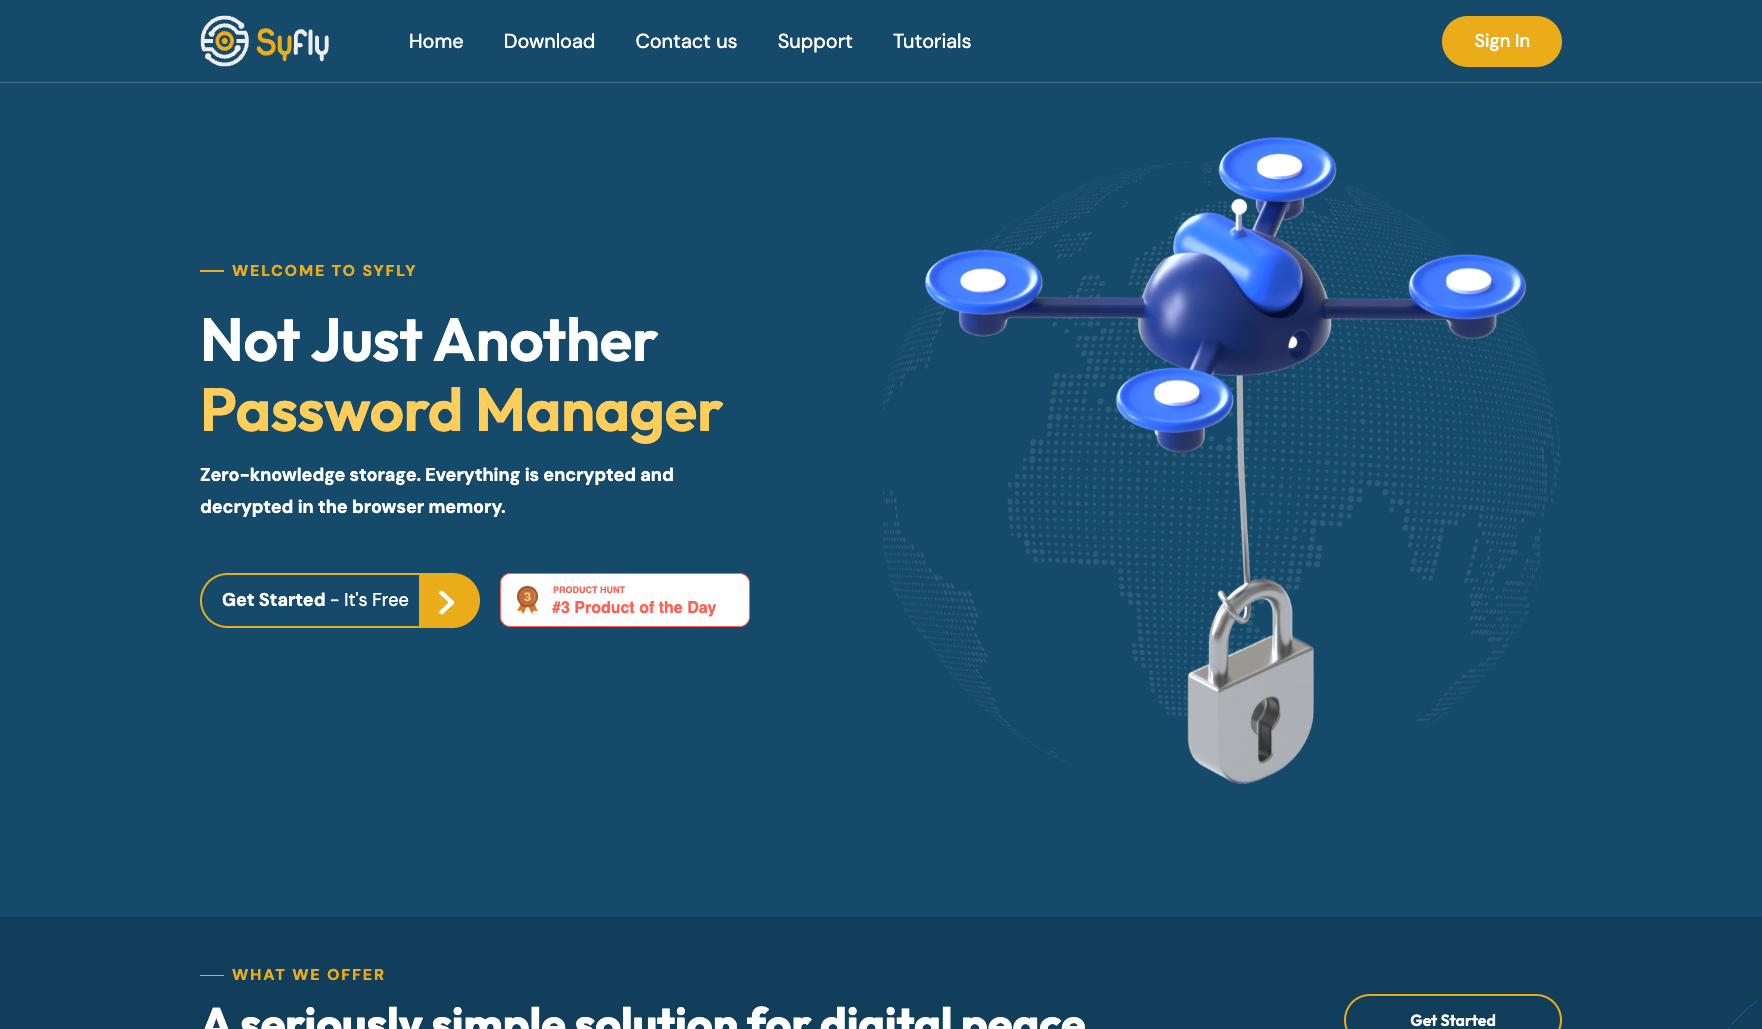 Syfly
Home
Download
Contact us
Support
Tutorials
Sign In
WELCOME TO SYFLY
Not Just Another
Password Manager
Zero-knowledge storage. Everything is encrypted and
decrypted in the browser memory.
Get Started - It's Free
3
PRODUCT HUNT
#3 Product of the Day
WHAT WE OFFER
A seriously simple solution for digital peace
Get Started